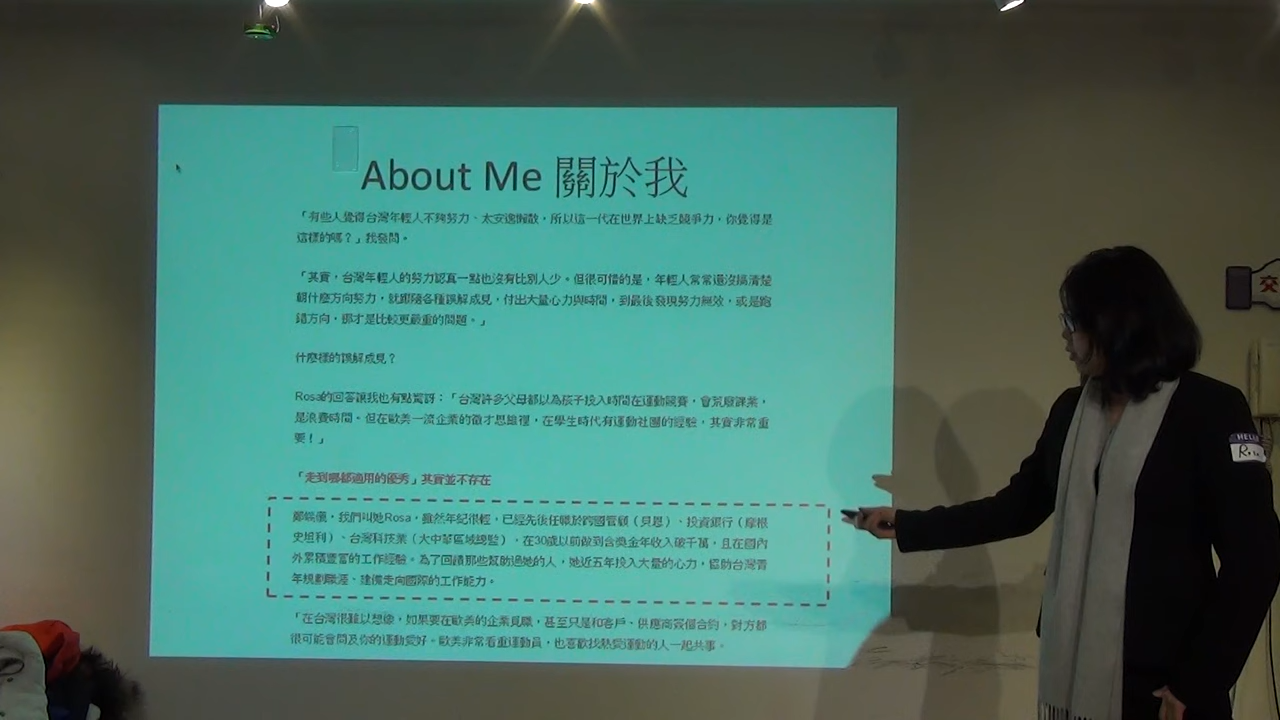 About Me 關於我
「有些人覺得台灣年輕人不夠努力、太安逸懶散，所以這一代在世界上缺乏競爭力，你覺得是
這樣的嗎？」我發問。
「其實，台灣年輕人的努力認真一點也沒有比別人少。但很可惜的是，年輕人常常還沒搞清楚
朝什麼方向努力，就跟隨各種誤解成見，付出大量心力與時間，到最後發現努力無效，或是跑
錯方向，那才是比較更嚴重的問題。」
什麼樣的誤解成見？
Rosa的回答讓我也有點驚訝：「台灣許多父母都以為孩子投入時間在運動競賽，會荒廢課業，
是浪費時間。但在歐美一流企業的徵才思維裡，在學生時代有運動社團的經驗，其實非常重
要！」
「走到哪都適用的優秀」其實並不存在
，我們叫她Rosa，雖然年紀很輕，已經先後任職於跨國管顧（貝恩）、投資銀行（摩根
史坦利）、台灣科技業（大中華區域總監），在30歲以前做到含獎金年收入破千萬，且在國內
外累積豐富的工作經驗。為了回饋那些幫助過她的人，她近五年投入大量的心力，協助台灣青
年規劃職涯、建構走向國際的工作能力。
「在台灣很難以想像，如果要在歐美的企業見職，甚至只是和客戶、供應商簽個合約，對方都
很可能會問及你的運動愛好。歐美非常看重運動員，也喜歡找熱愛運動的人一起共事。
HELLO
交